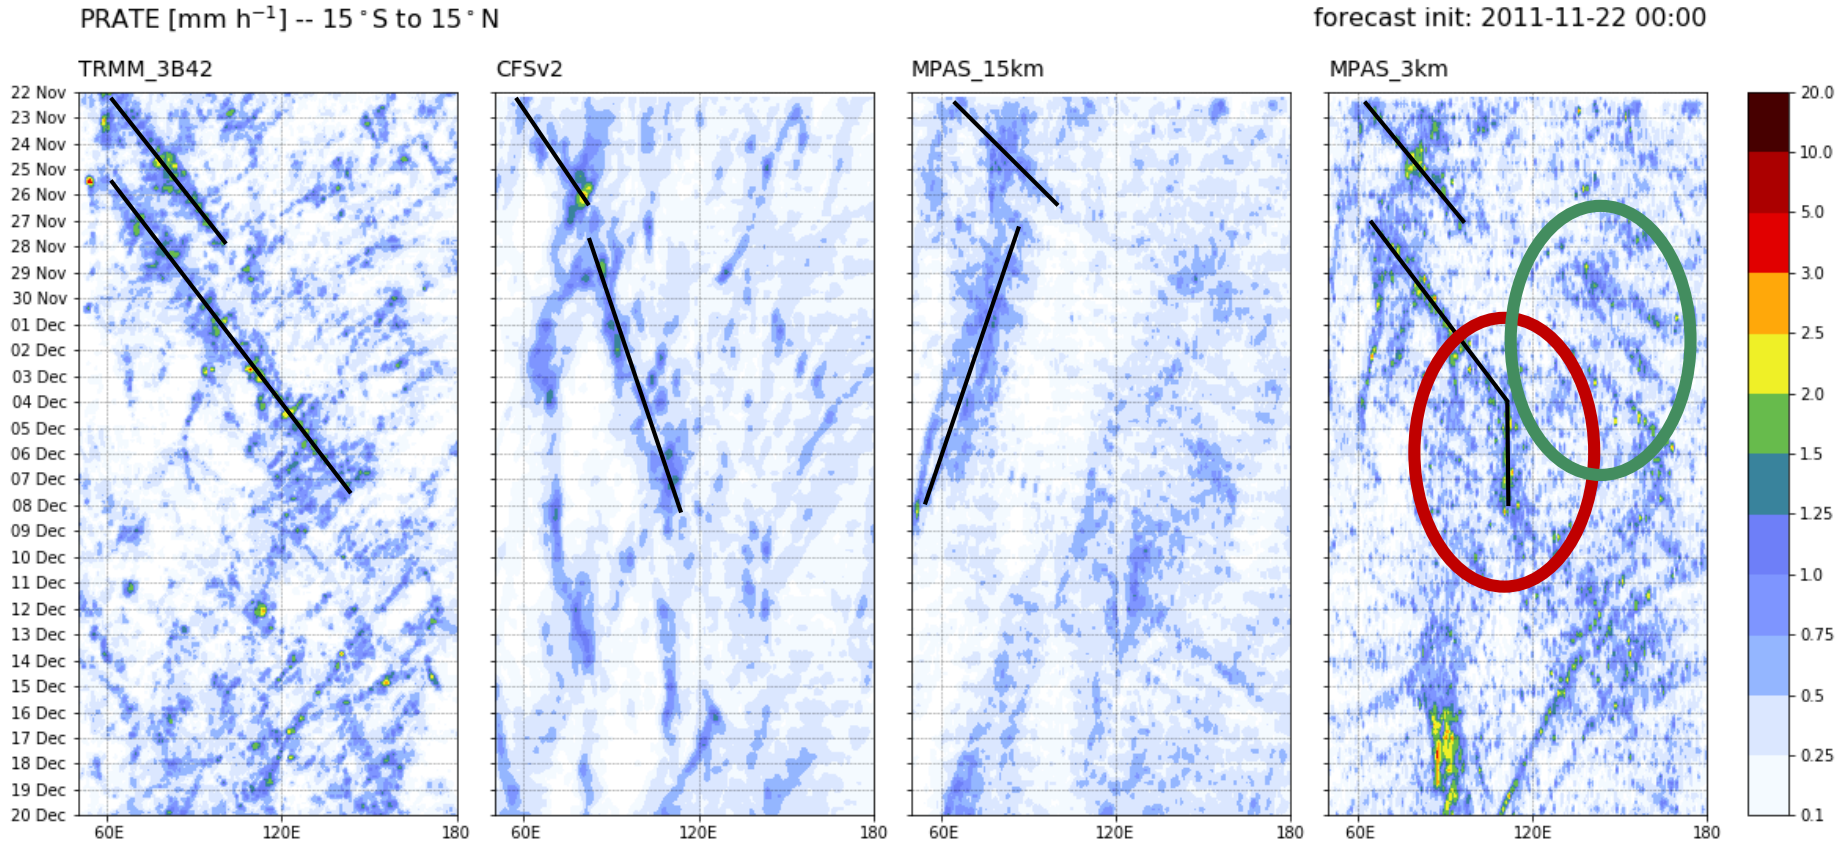 PRATE [mm h⁻¹] -- 15°S to 15°N
forecast init: 2011-11-22 00:00
TRMM_3B42
CFSv2
MPAS_15km
MPAS_3km
22 Nov
23 Nov
24 Nov
25 Nov
26 Nov
27 Nov
28 Nov
29 Nov
30 Nov
01 Dec
02 Dec
03 Dec
04 Dec
05 Dec
06 Dec
07 Dec
08 Dec
09 Dec
10 Dec
11 Dec
12 Dec
13 Dec
14 Dec
15 Dec
16 Dec
17 Dec
18 Dec
19 Dec
20 Dec
60E 120E 180
60E 120E 180
60E 120E 180
60E 120E 180
20.0
10.0
5.0
3.0
2.5
2.0
1.5
1.25
1.0
0.75
0.5
0.25
0.1